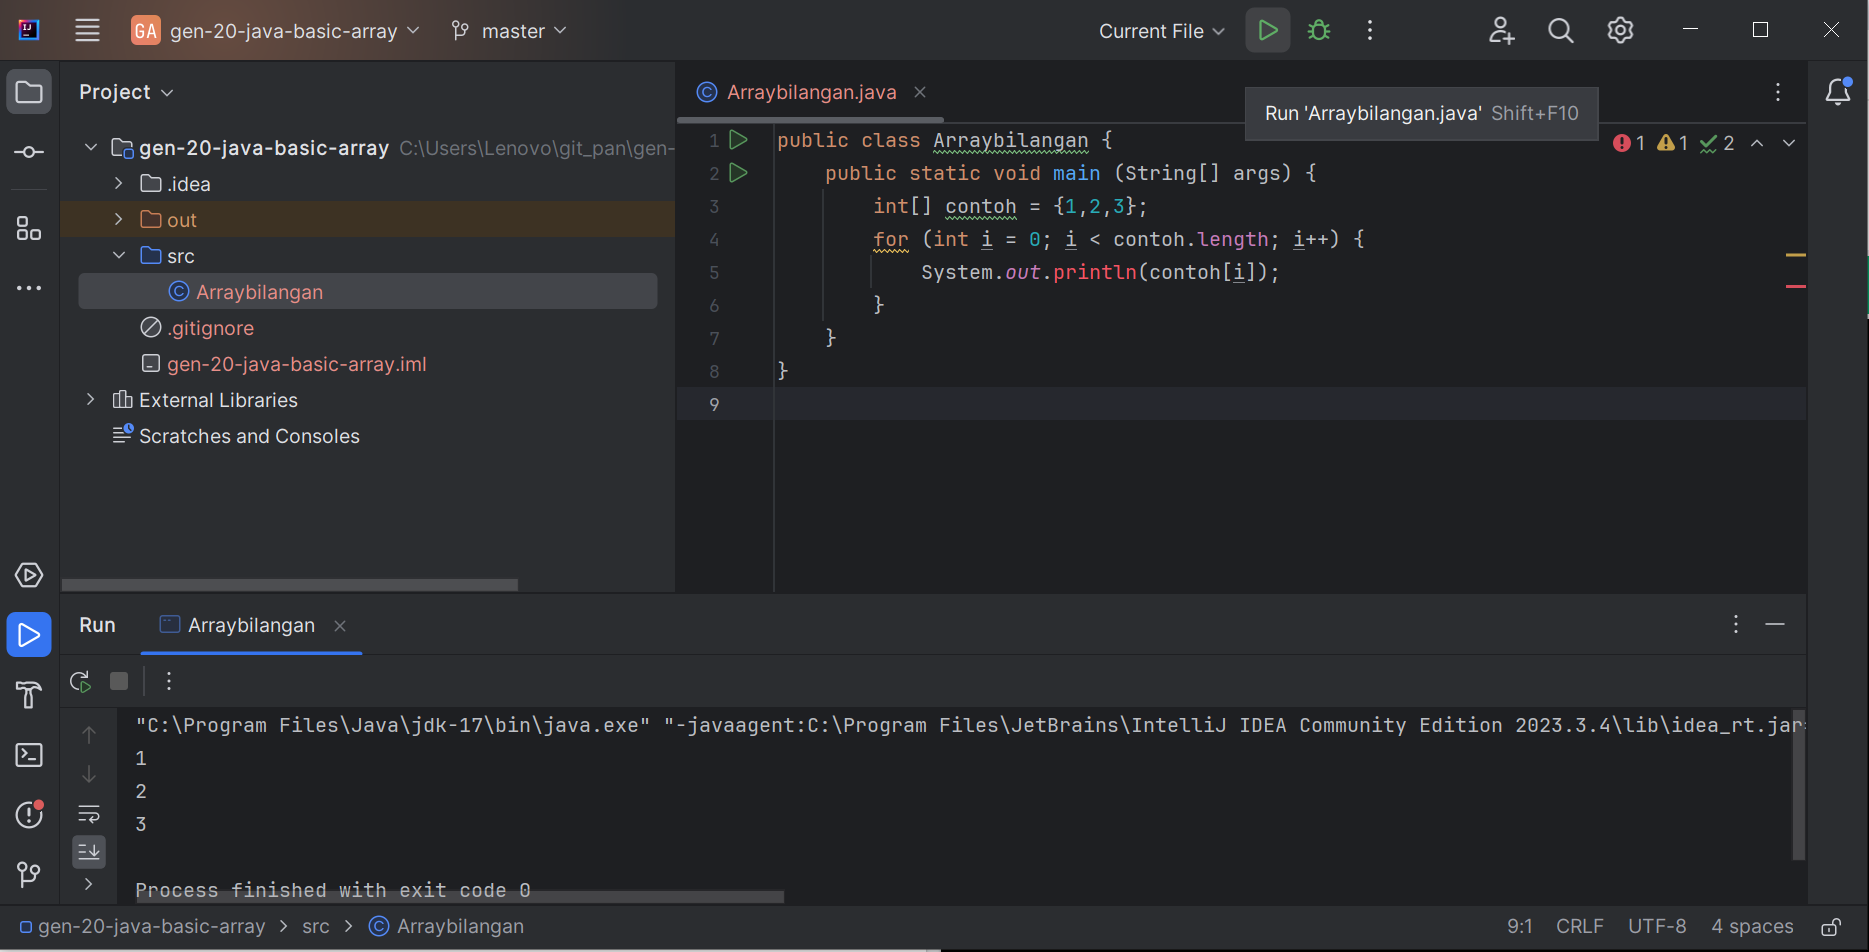 GA gen-20-java-basic-array master Current File
Project
Arraybilangan.java
Run 'Arraybilangan.java' Shift+F10
gen-20-java-basic-array C:\Users\Lenovo\git_pan\gen-
.idea
out
src
Arraybilangan
.gitignore
gen-20-java-basic-array.iml
External Libraries
Scratches and Consoles
1 1 2
1 public class Arraybilangan {
2 public static void main (String[] args) {
3 int[] contoh = {1,2,3};
4 for (int i = 0; i < contoh.length; i++) {
5 System.out.println(contoh[i]);
6 }
7 }
8 }
9
Run Arraybilangan
"C:\Program Files\Java\jdk-17\bin\java.exe" "-javaagent:C:\Program Files\JetBrains\IntelliJ IDEA Community Edition 2023.3.4\lib\idea_rt.jar=
1
2
3
Process finished with exit code 0
gen-20-java-basic-array > src > Arraybilangan
9:1 CRLF UTF-8 4 spaces